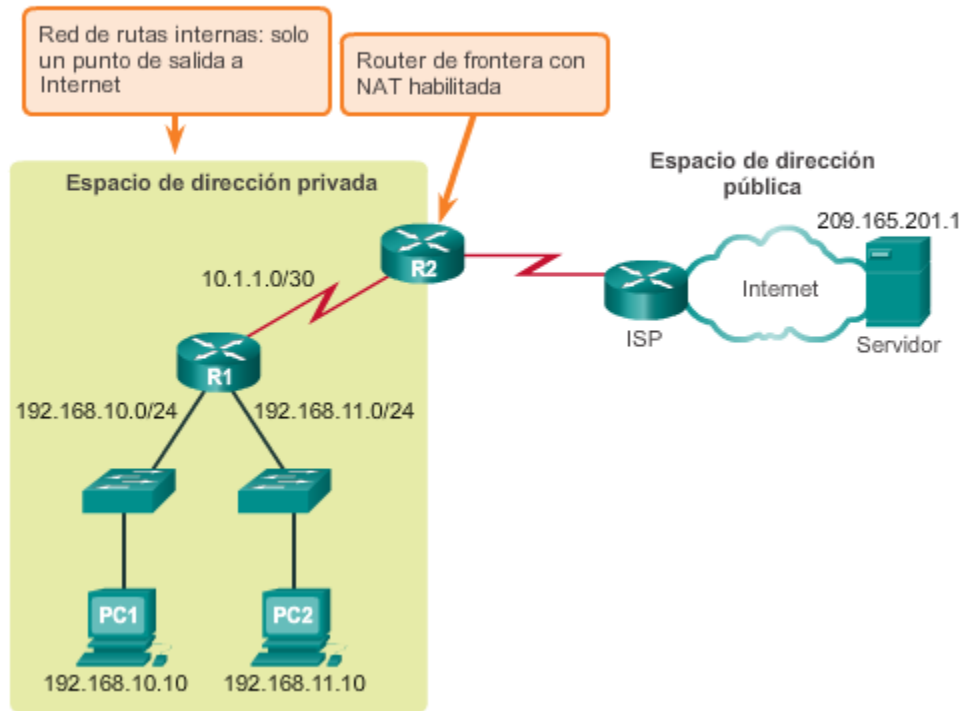 Red de rutas internas: solo
un punto de salida a
Internet
Router de frontera con
NAT habilitada
Espacio de dirección privada
Espacio de dirección
pública
209.165.201.1
R2
10.1.1.0/30
Internet
ISP
Servidor
R1
192.168.10.0/24
192.168.11.0/24
PC1
PC2
192.168.10.10
192.168.11.10